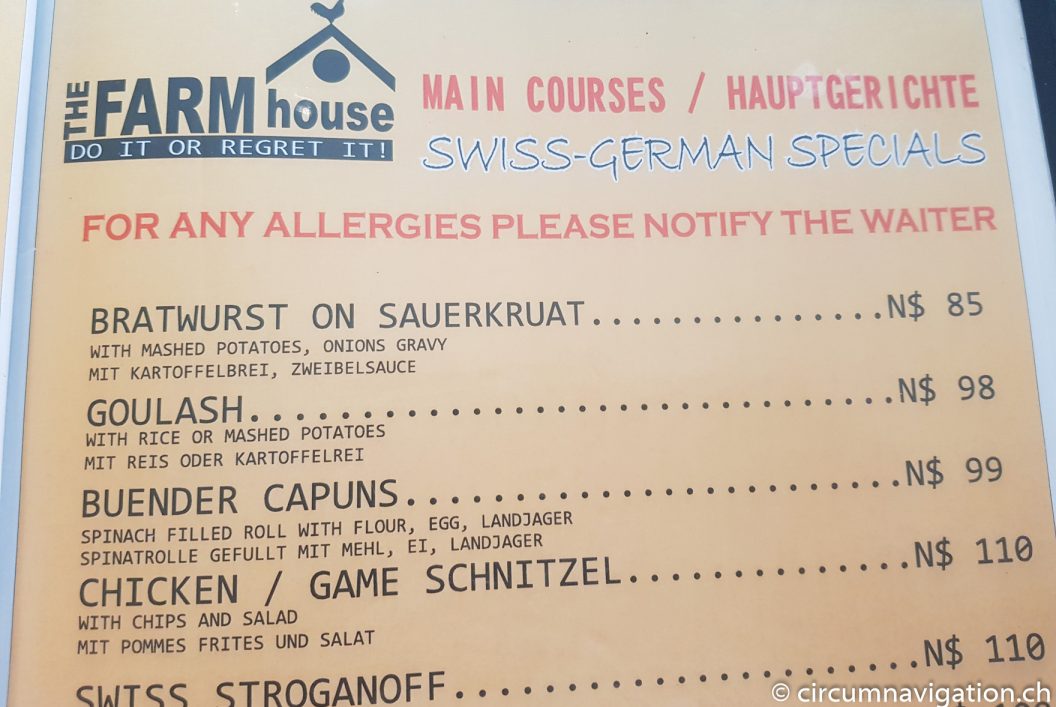 THE FARM house
DO IT OR REGRET IT!
MAIN COURSES / HAUPTGERICHTE
SWISS-GERMAN SPECIALS
FOR ANY ALLERGIES PLEASE NOTIFY THE WAITER
BRATWURST ON SAUERKRUAT...............N$ 85
WITH MASHED POTATOES, ONIONS GRAVY
MIT KARTOFFELBREI, ZWEIBELSAUCE
GOULASH.................................N$ 98
WITH RICE OR MASHED POTATOES
MIT REIS ODER KARTOFFELREI
BUENDER CAPUNS.........................N$ 99
SPINACH FILLED ROLL WITH FLOUR, EGG, LANDJAGER
SPINATROLLE GEFULLT MIT MEHL, EI, LANDJAGER
CHICKEN / GAME SCHNITZEL..............N$ 110
WITH CHIPS AND SALAD
MIT POMMES FRITES UND SALAT
SWISS STROGANOFF.......................N$ 110
© circumnavigation.ch